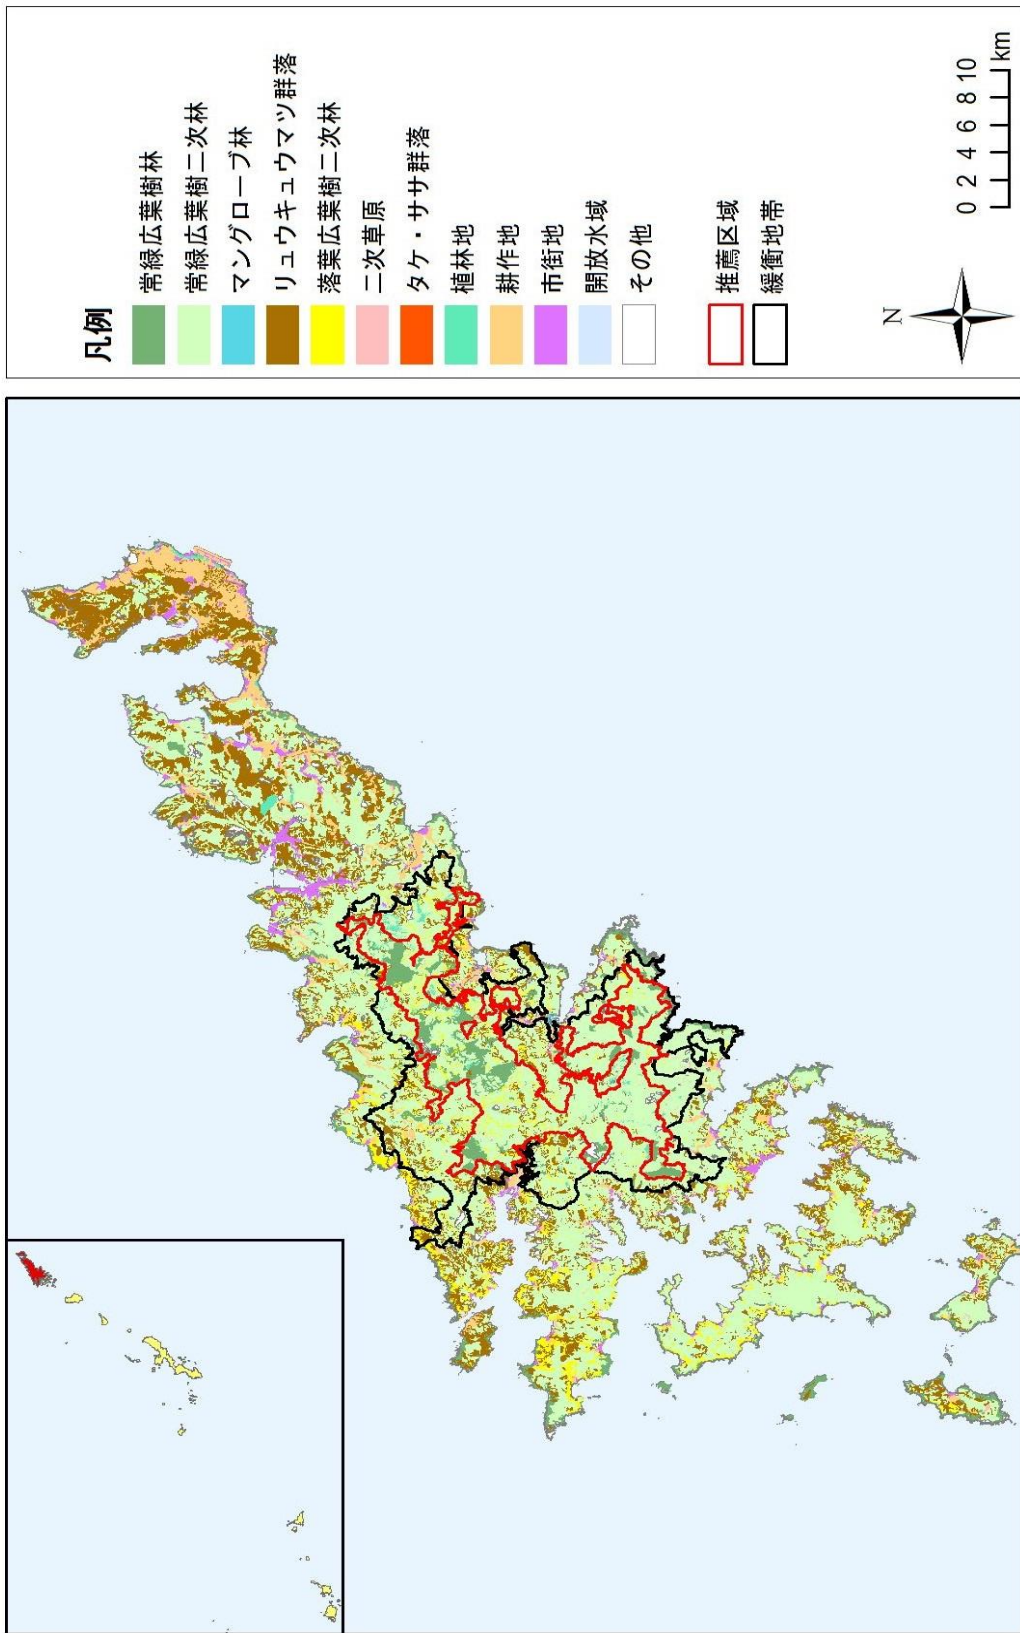 凡例
常緑広葉樹林
常緑広葉樹二次林
マングローブ林
リュウキュウマツ群落
落葉広葉樹二次林
二次草原
タケ・ササ群落
植林地
耕作地
市街地
開放水域
その他
推薦区域
緩衝地帯
N
0 2 4 6 8 10
km